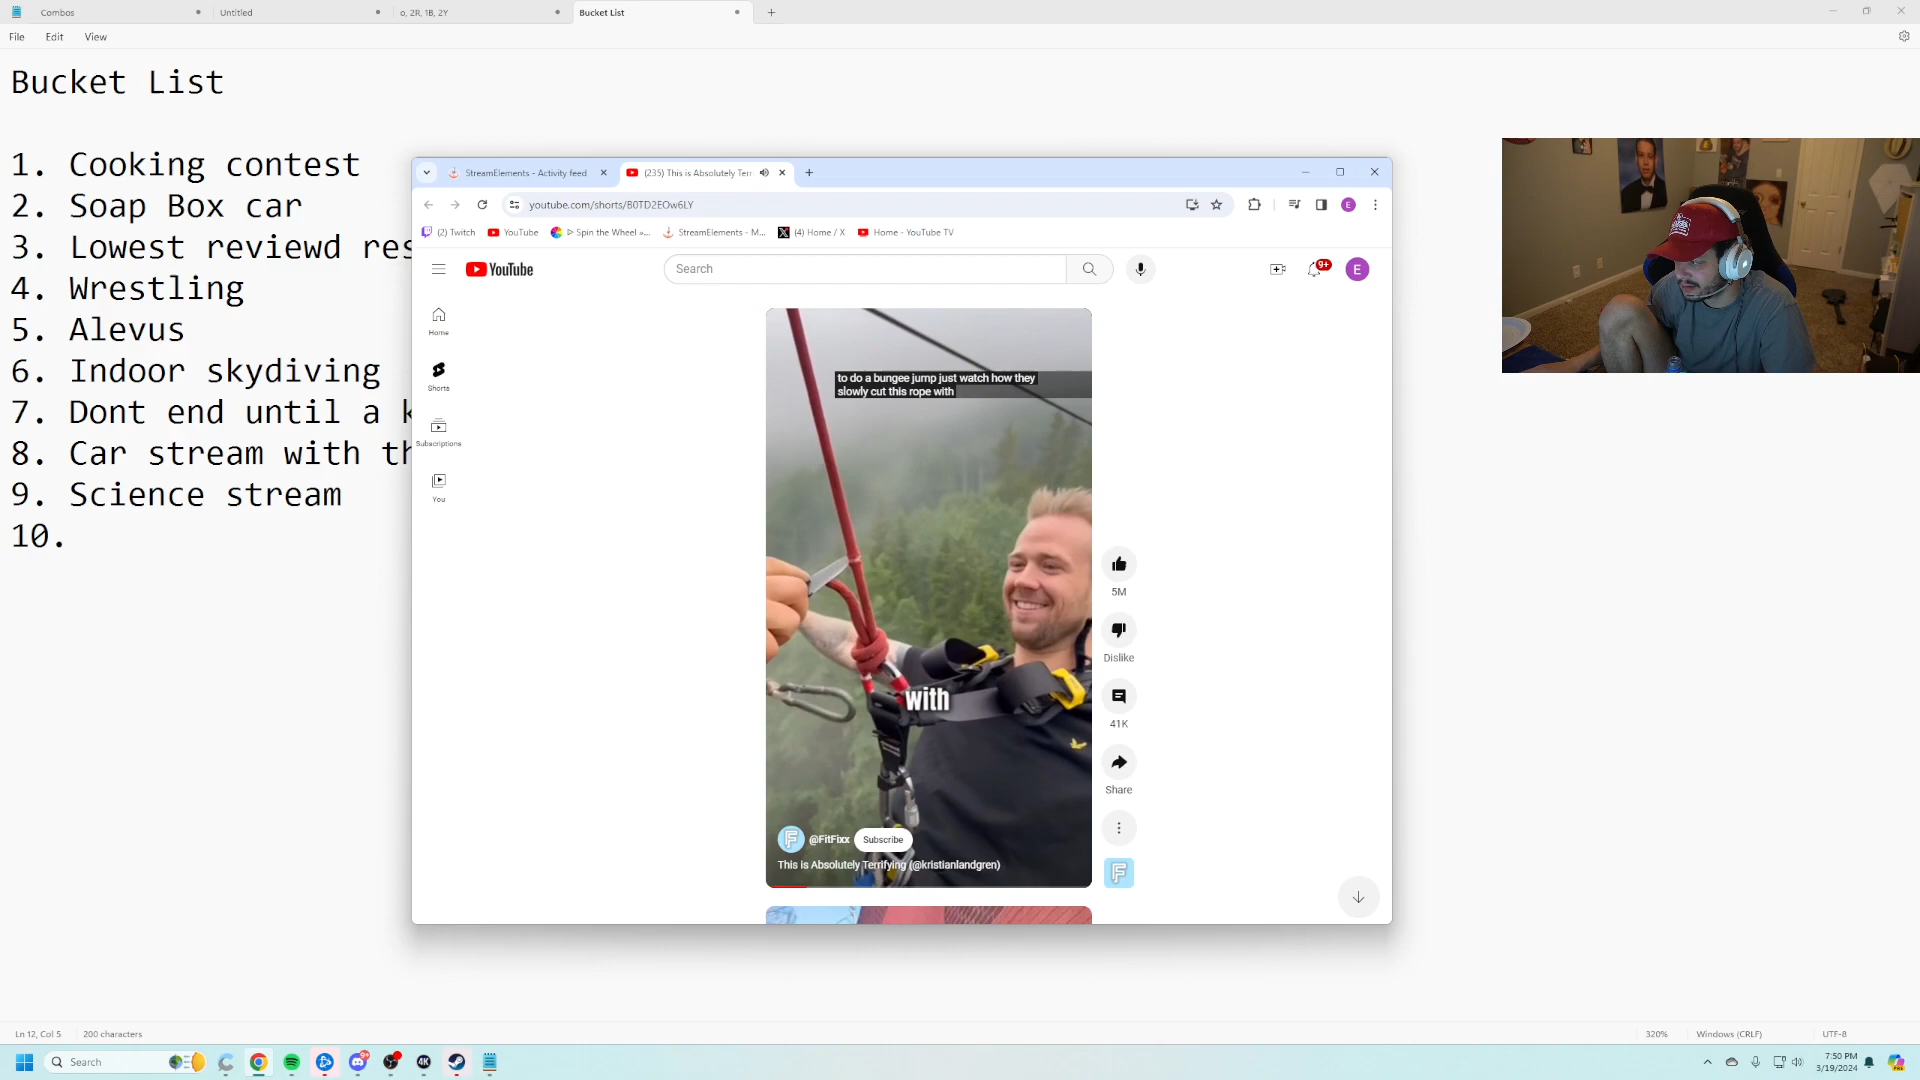 Combos
Untitled
o, 2R, 1B, 2Y
Bucket List
File Edit View
Bucket List
1. Cooking contest
2. Soap Box car
3. Lowest reviewd res
4. Wrestling
5. Alevus
6. Indoor skydiving
7. Dont end until a k
8. Car stream with th
9. Science stream
10.
StreamElements - Activity feed
(235) This is Absolutely Terr
youtube.com/shorts/B0TD2EOw6LY
E
(2) Twitch
YouTube
Spin the Wheel »...
StreamElements - M...
(4) Home / X
Home - YouTube TV
YouTube
Search
9+
E
Home
Shorts
Subscriptions
You
to do a bungee jump just watch how they
slowly cut this rope with
with
5M
Dislike
41K
Share
@FitFixx
Subscribe
This is Absolutely Terrifying (@kristianlandgren)
Ln 12, Col 5
200 characters
320%
Windows (CRLF)
UTF-8
Search
9+
4K
7:50 PM
3/19/2024